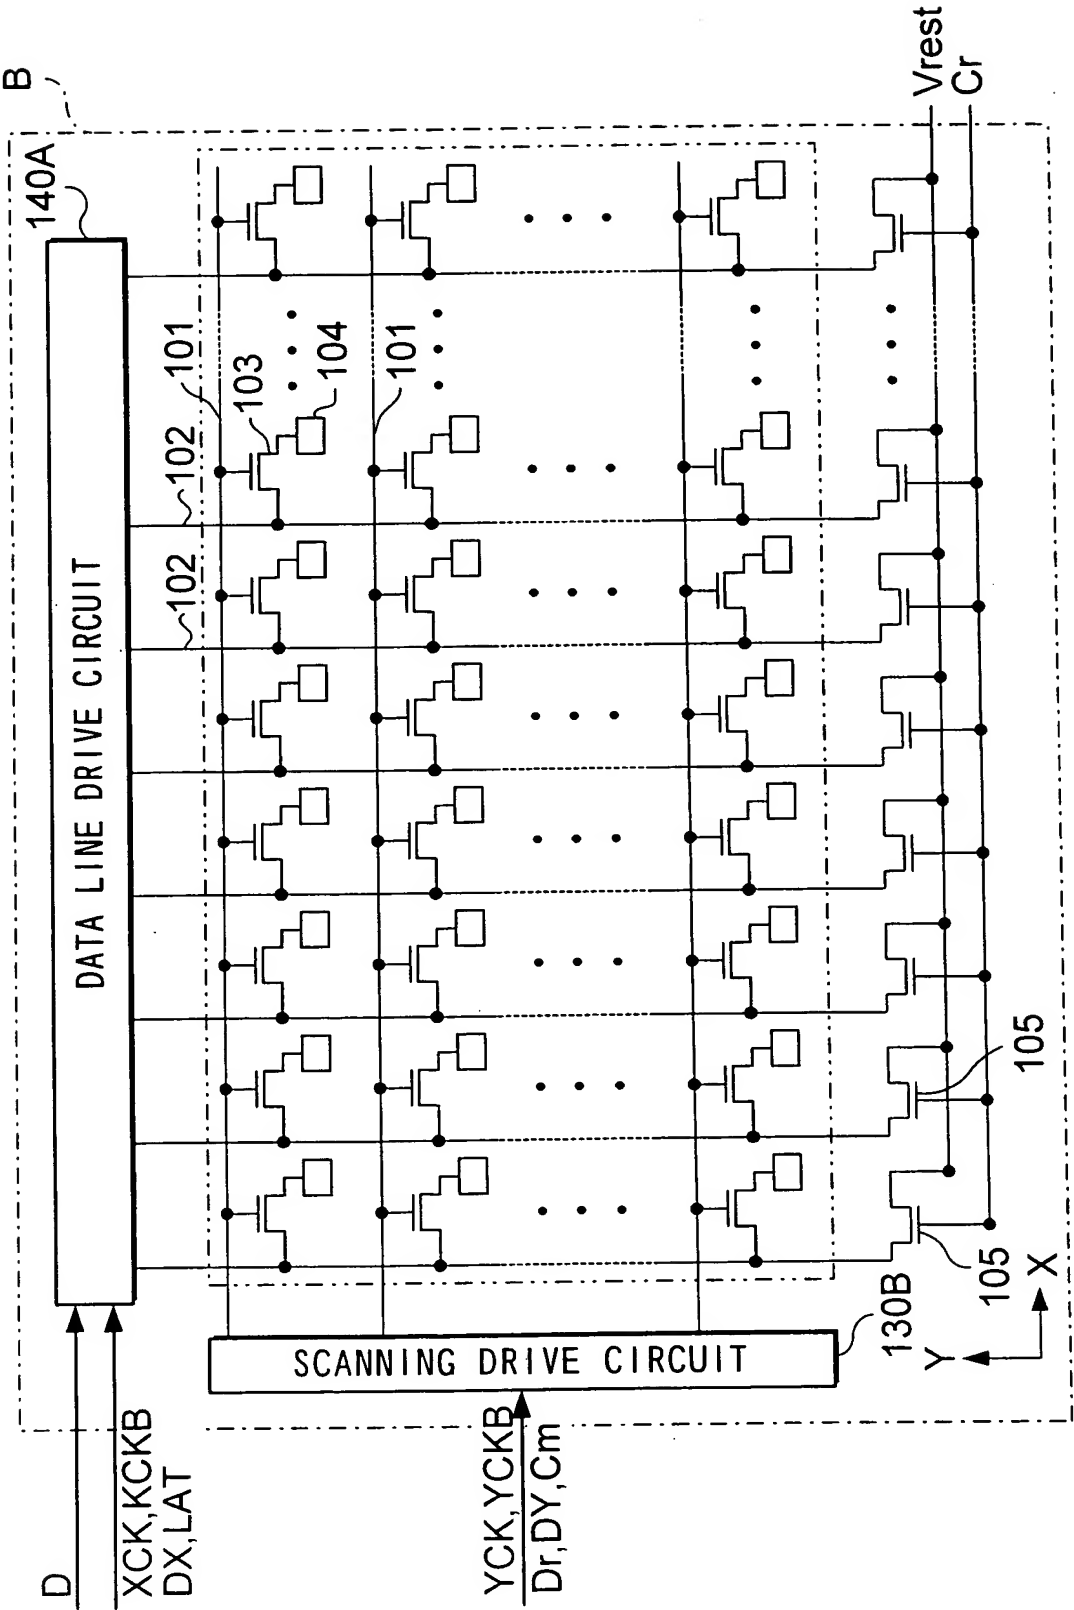 B
140A
DATA LINE DRIVE CIRCUIT
D
XCK,KCKB
DX,LAT
102
102
101
103
104
101
SCANNING DRIVE CIRCUIT
130B
YCK,YCKB
Dr,DY,Cm
105
105
Vrest
Cr
Y
X